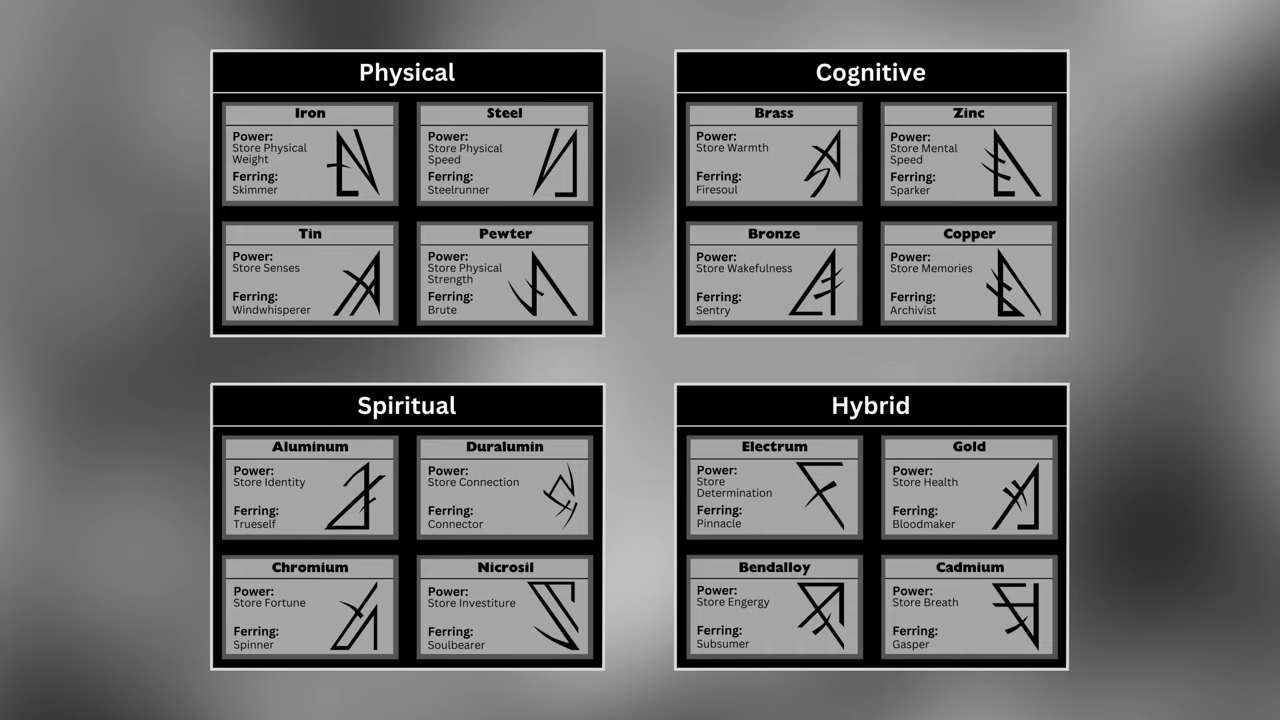 Physical
Iron
Power:
Store Physical
Weight
Ferring:
Skimmer
Steel
Power:
Store Physical
Speed
Ferring:
Steelrunner
Tin
Power:
Store Senses
Ferring:
Windwhisperer
Pewter
Power:
Store Physical
Strength
Ferring:
Brute
Cognitive
Brass
Power:
Store Warmth
Ferring:
Firesoul
Zinc
Power:
Store Mental
Speed
Ferring:
Sparker
Bronze
Power:
Store Wakefulness
Ferring:
Sentry
Copper
Power:
Store Memories
Ferring:
Archivist
Spiritual
Aluminum
Power:
Store Identity
Ferring:
Trueself
Duralumin
Power:
Store Connection
Ferring:
Connector
Chromium
Power:
Store Fortune
Ferring:
Spinner
Nicrosil
Power:
Store Investiture
Ferring:
Soulbearer
Hybrid
Electrum
Power:
Store
Determination
Ferring:
Pinnacle
Gold
Power:
Store Health
Ferring:
Bloodmaker
Bendalloy
Power:
Store Engergy
Ferring:
Subsumer
Cadmium
Power:
Store Breath
Ferring:
Gasper